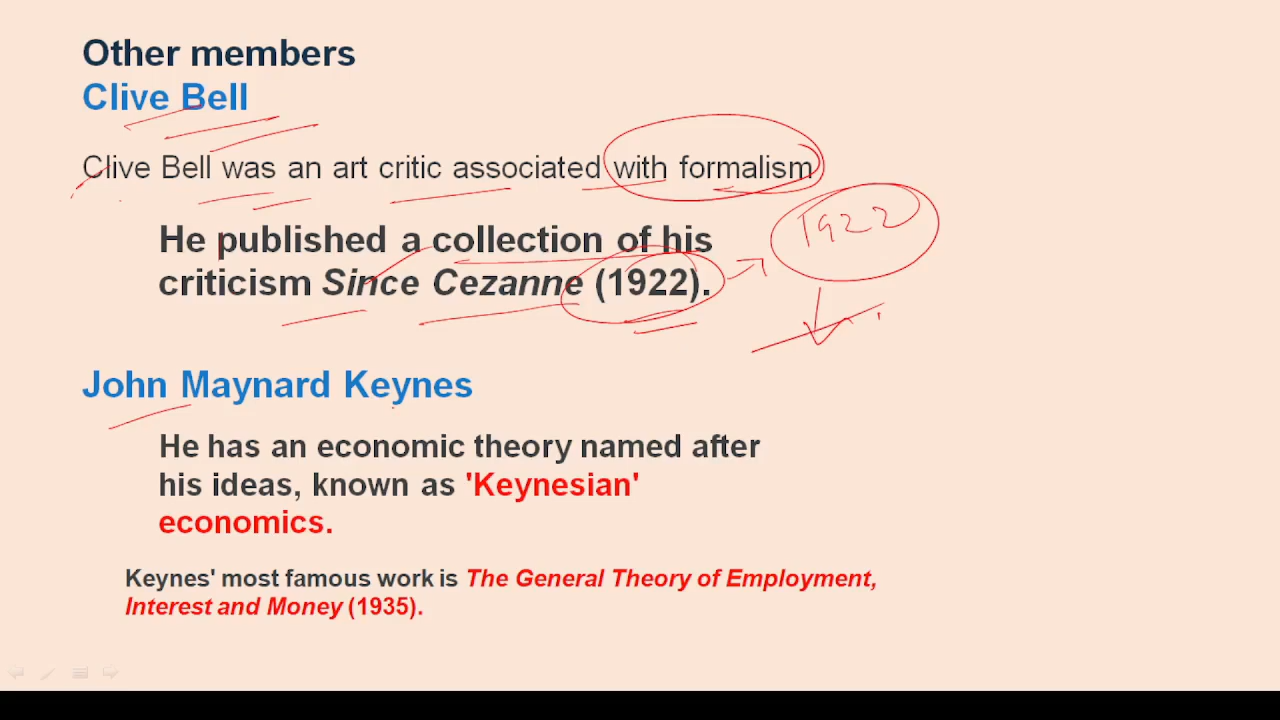 Other members
Clive Bell
Clive Bell was an art critic associated with formalism
He published a collection of his
criticism Since Cezanne (1922).
1922
John Maynard Keynes
He has an economic theory named after
his ideas, known as 'Keynesian'
economics.
Keynes' most famous work is The General Theory of Employment,
Interest and Money (1935).